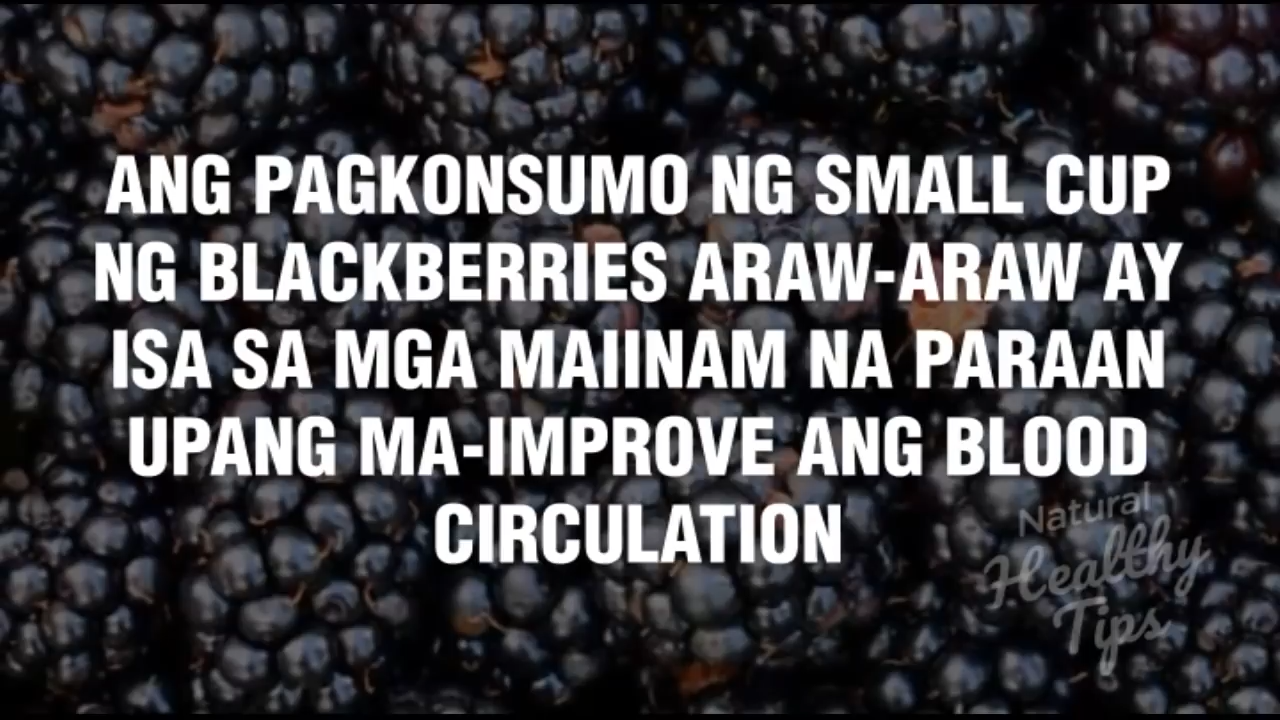 ANG PAGKONSUMO NG SMALL CUP
NG BLACKBERRIES ARAW-ARAW AY
ISA SA MGA MAIINAM NA PARAAN
UPANG MA-IMPROVE ANG BLOOD
CIRCULATION
Natural
Healthy
Tips